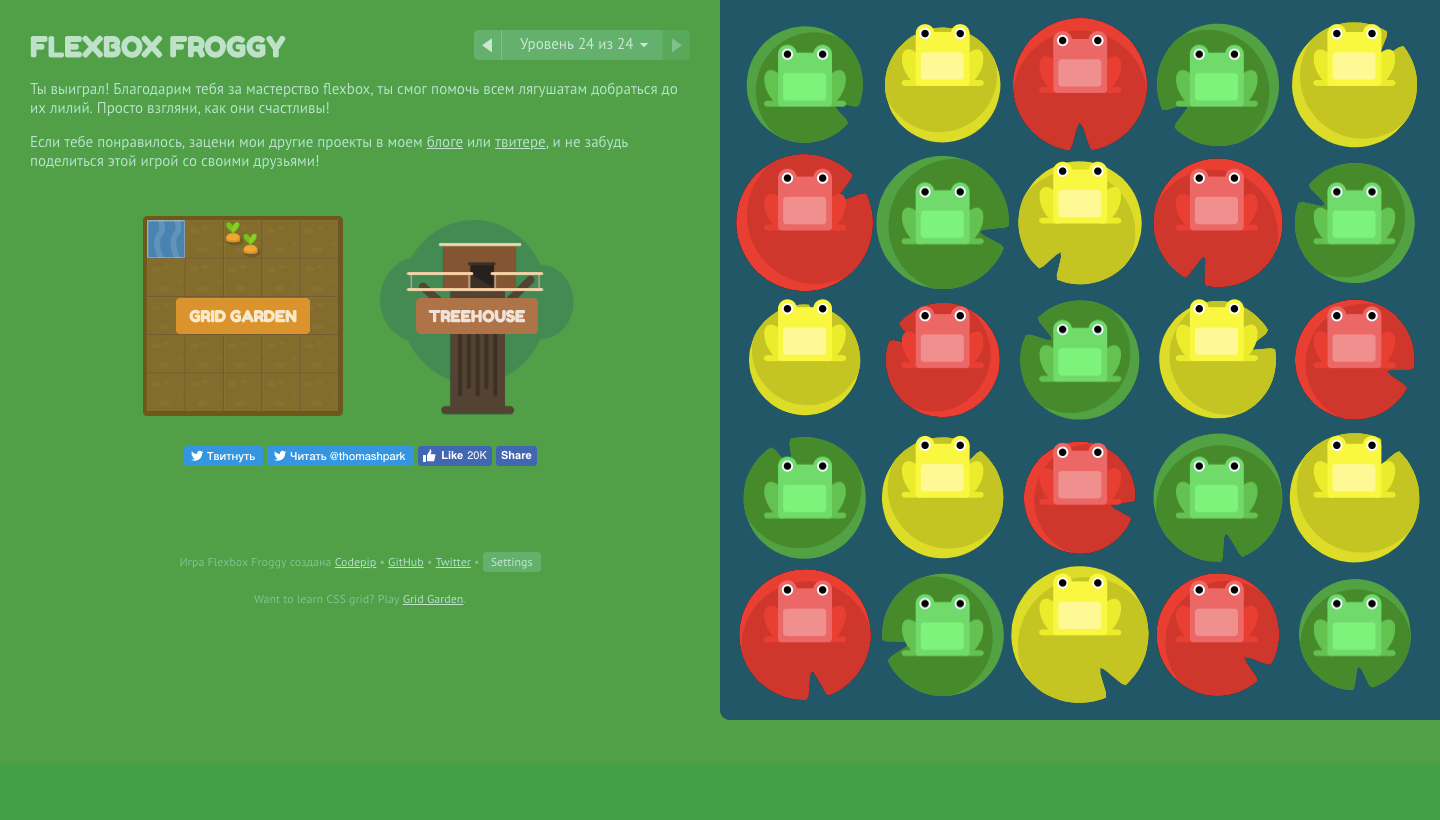 FLEXBOX FROGGY
Уровень 24 из 24
Ты выиграл! Благодарим тебя за мастерство flexbox, ты смог помочь всем лягушатам добраться до
их лилий. Просто взгляни, как они счастливы!
Если тебе понравилось, зацени мои другие проекты в моем блоге или твитере, и не забудь
поделиться этой игрой со своими друзьями!
GRID GARDEN
TREEHOUSE
Твитнуть
Читать @thomashpark
Like 20K
Share
Игра Flexbox Froggy создана Codepip • GitHub • Twitter • Settings
Want to learn CSS grid? Play Grid Garden.